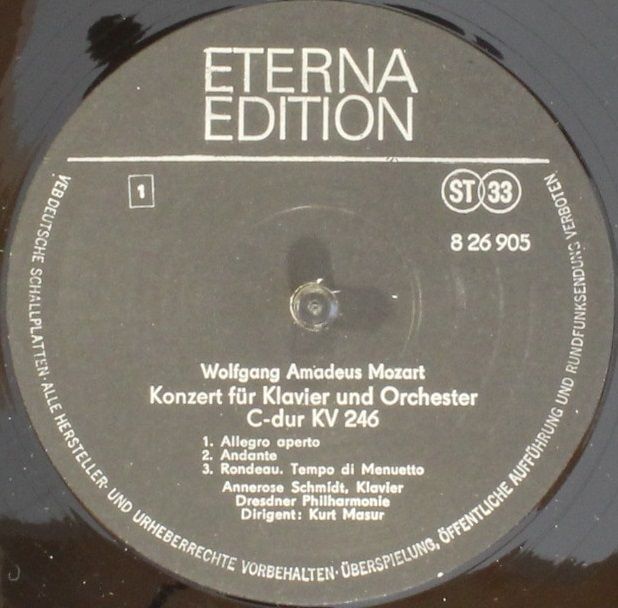 ETERNA
EDITION
1
ST 33
8 26 905
Wolfgang Amadeus Mozart
Konzert für Klavier und Orchester
C-dur KV 246
1. Allegro aperto
2. Andante
3. Rondeau. Tempo di Menuetto
Annerose Schmidt, Klavier
Dresdner Philharmonie
Dirigent: Kurt Masur
VEB DEUTSCHE SCHALLPLATTEN · ALLE HERSTELLER- UND URHEBERRECHTE VORBEHALTEN · ÜBERSPIELUNG, ÖFFENTLICHE AUFFÜHRUNG UND RUNDFUNKSENDUNG VERBOTEN